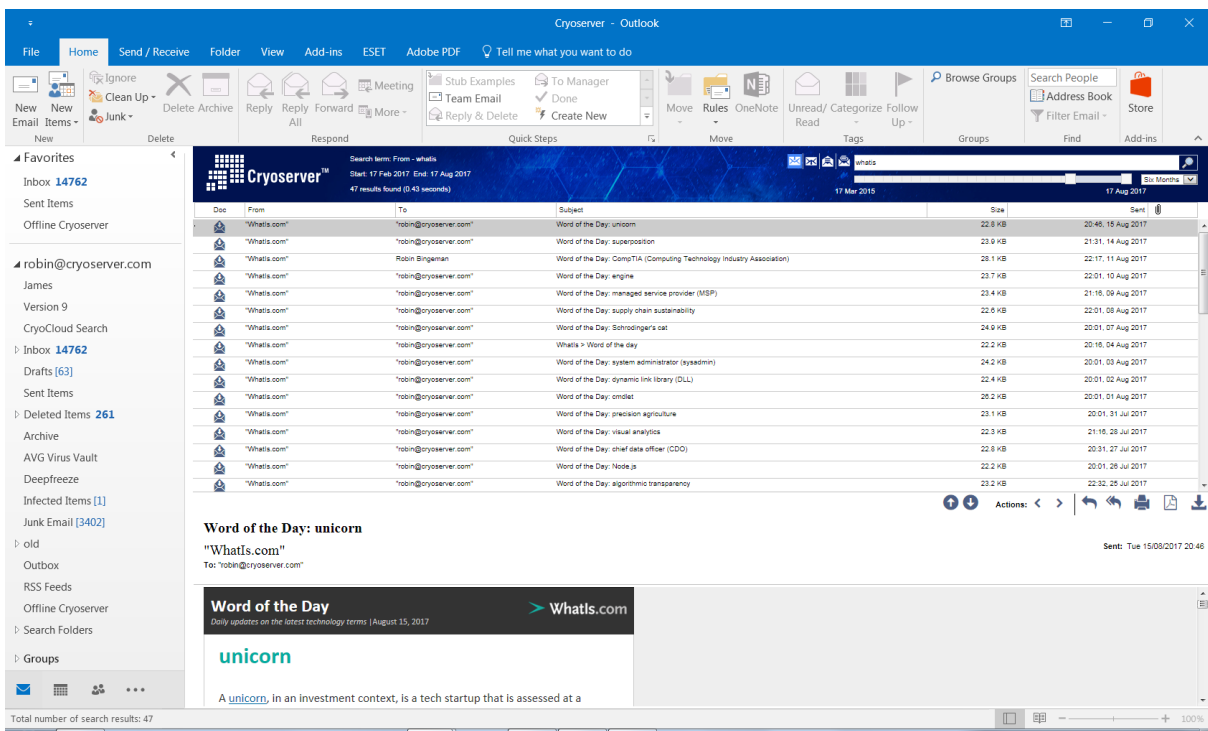 Cryoserver - Outlook
File Home Send / Receive Folder View Add-ins ESET Adobe PDF Tell me what you want to do
New Email
New Items
Ignore
Clean Up
Junk
Delete Archive
Reply Reply All Forward
Meeting
More
Stub Examples
Team Email
Reply & Delete
To Manager
Done
Create New
Move Rules OneNote
Unread/ Read Categorize Follow Up
Browse Groups
Search People
Address Book
Filter Email
Store
New Delete Respond Quick Steps Move Tags Groups Find Add-ins
Favorites
Inbox 14762
Sent Items
Offline Cryoserver
robin@cryoserver.com
James
Version 9
CryoCloud Search
Inbox 14762
Drafts [63]
Sent Items
Deleted Items 261
Archive
AVG Virus Vault
Deepfreeze
Infected Items [1]
Junk Email [3402]
old
Outbox
RSS Feeds
Offline Cryoserver
Search Folders
Groups
Cryoserver™
Search term: From - whatis
Start: 17 Feb 2017 End: 17 Aug 2017
47 results found (0.43 seconds)
whatis
Six Months
17 Mar 2015 17 Aug 2017
Doc From To Subject Size Sent
"WhatIs.com" "robin@cryoserver.com" Word of the Day: unicorn 22.8 KB 20:46, 15 Aug 2017
"WhatIs.com" "robin@cryoserver.com" Word of the Day: superposition 23.9 KB 21:31, 14 Aug 2017
"WhatIs.com" Robin Bingeman Word of the Day: CompTIA (Computing Technology Industry Association) 28.1 KB 22:17, 11 Aug 2017
"WhatIs.com" "robin@cryoserver.com" Word of the Day: engine 23.7 KB 22:01, 10 Aug 2017
"WhatIs.com" "robin@cryoserver.com" Word of the Day: managed service provider (MSP) 23.4 KB 21:16, 09 Aug 2017
"WhatIs.com" "robin@cryoserver.com" Word of the Day: supply chain sustainability 22.6 KB 22:01, 08 Aug 2017
"WhatIs.com" "robin@cryoserver.com" Word of the Day: Schrodinger's cat 24.9 KB 20:01, 07 Aug 2017
"WhatIs.com" "robin@cryoserver.com" WhatIs > Word of the day 22.2 KB 20:16, 04 Aug 2017
"WhatIs.com" "robin@cryoserver.com" Word of the Day: system administrator (sysadmin) 24.2 KB 20:01, 03 Aug 2017
"WhatIs.com" "robin@cryoserver.com" Word of the Day: dynamic link library (DLL) 22.4 KB 20:01, 02 Aug 2017
"WhatIs.com" "robin@cryoserver.com" Word of the Day: cmdlet 26.2 KB 20:01, 01 Aug 2017
"WhatIs.com" "robin@cryoserver.com" Word of the Day: precision agriculture 23.1 KB 20:01, 31 Jul 2017
"WhatIs.com" "robin@cryoserver.com" Word of the Day: visual analytics 22.3 KB 21:16, 28 Jul 2017
"WhatIs.com" "robin@cryoserver.com" Word of the Day: chief data officer (CDO) 22.8 KB 20:31, 27 Jul 2017
"WhatIs.com" "robin@cryoserver.com" Word of the Day: Node.js 22.2 KB 20:01, 26 Jul 2017
"WhatIs.com" "robin@cryoserver.com" Word of the Day: algorithmic transparency 23.2 KB 22:32, 25 Jul 2017
Actions:
Word of the Day: unicorn
"WhatIs.com"
Sent: Tue 15/08/2017 20:46
To: "robin@cryoserver.com"
Word of the Day
WhatIs.com
Daily updates on the latest technology terms |August 15, 2017
unicorn
A unicorn, in an investment context, is a tech startup that is assessed at a
Total number of search results: 47
100%